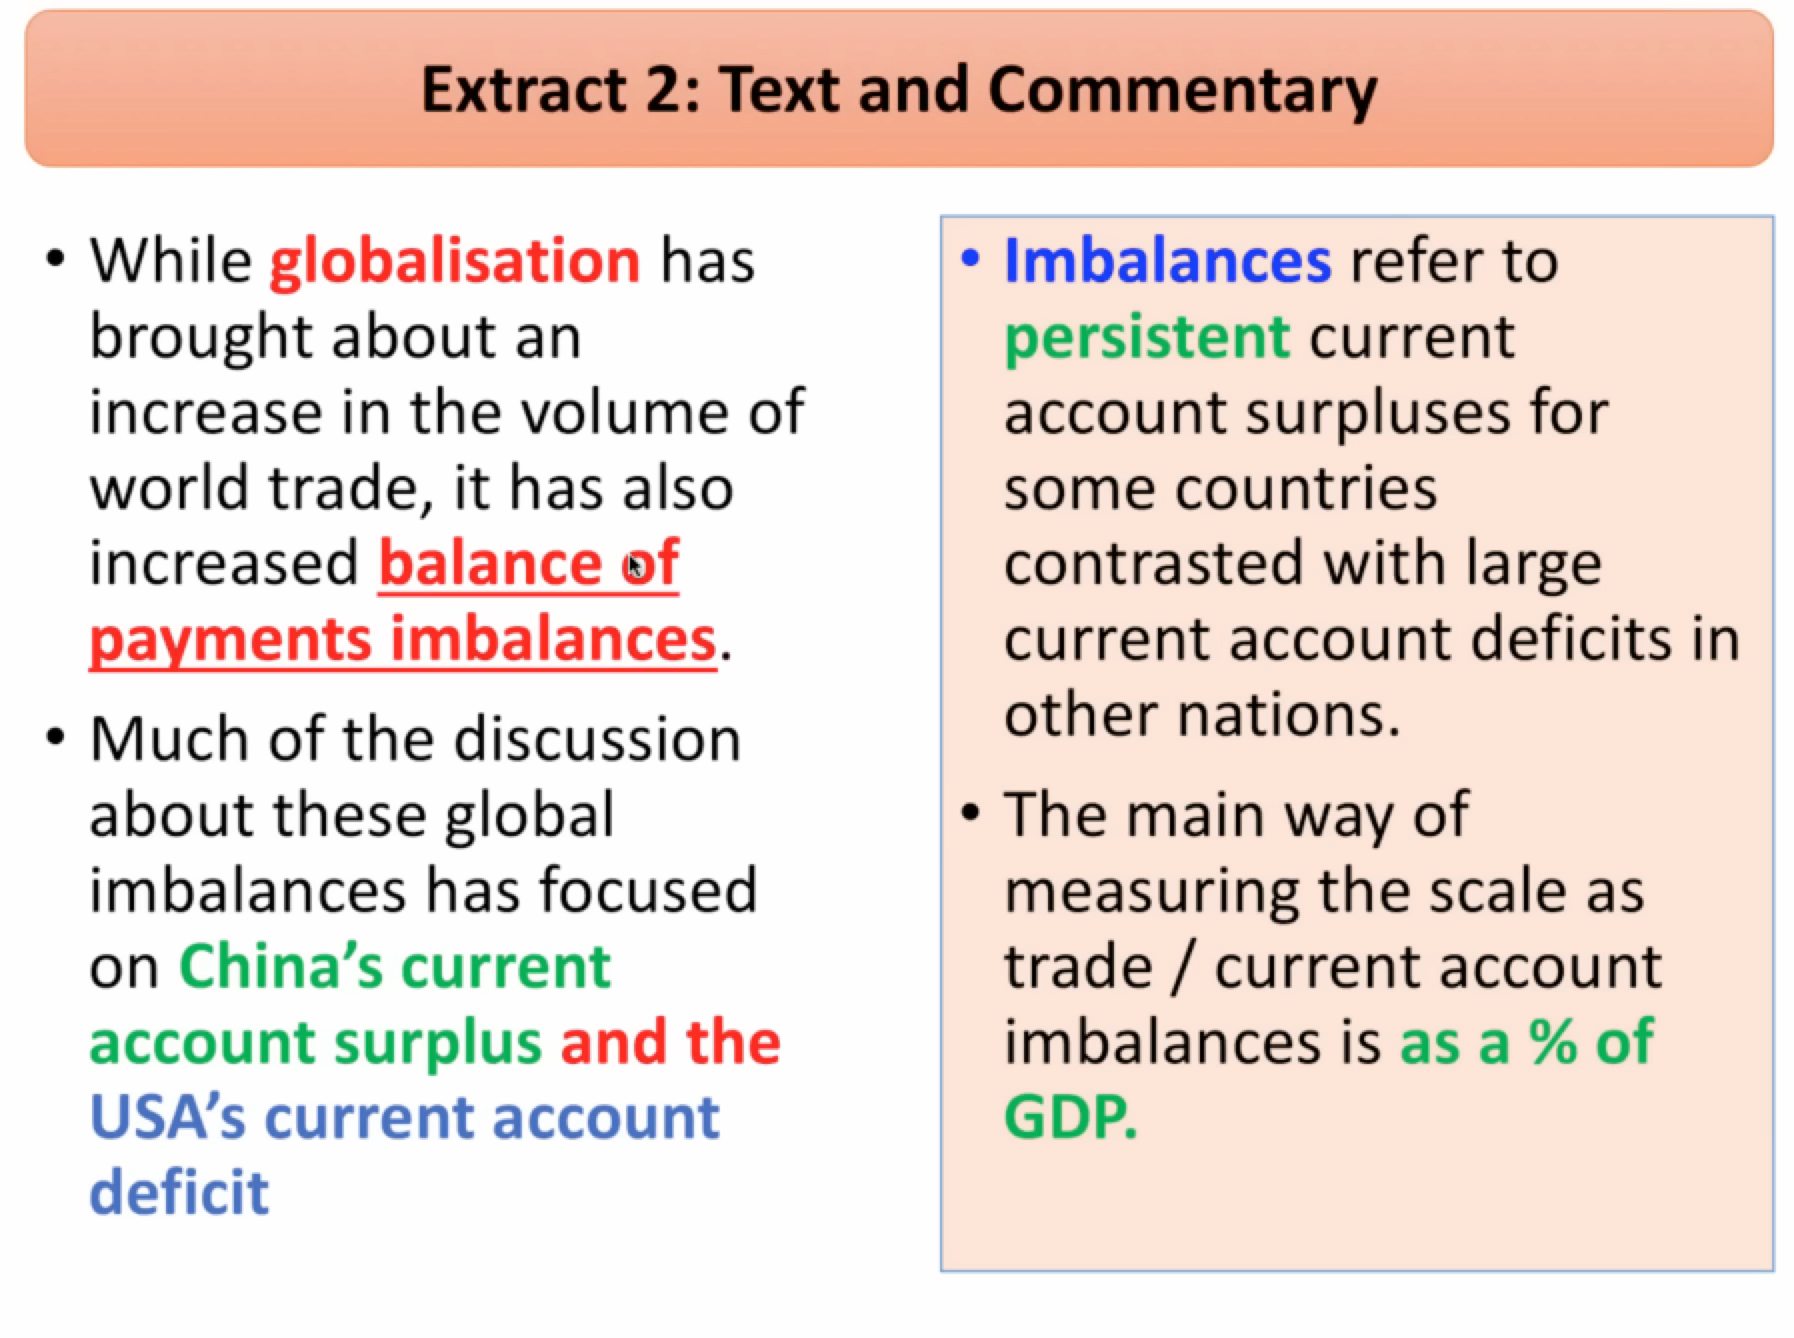 Extract 2: Text and Commentary
• While globalisation has
brought about an
increase in the volume of
world trade, it has also
increased balance of
payments imbalances.
• Much of the discussion
about these global
imbalances has focused
on China’s current
account surplus and the
USA’s current account
deficit
• Imbalances refer to
persistent current
account surpluses for
some countries
contrasted with large
current account deficits in
other nations.
• The main way of
measuring the scale as
trade / current account
imbalances is as a % of
GDP.